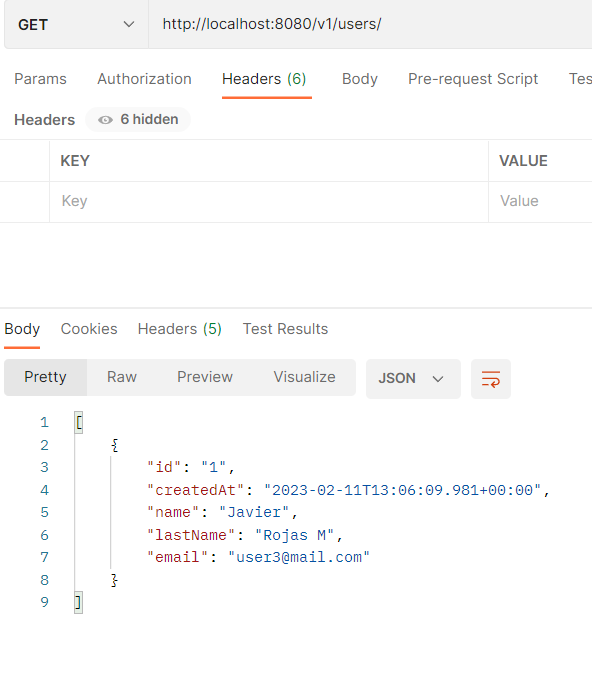 GET http://localhost:8080/v1/users/
Params Authorization Headers (6) Body Pre-request Script Tes
Headers 6 hidden
KEY VALUE
Key Value
Body Cookies Headers (5) Test Results
Pretty Raw Preview Visualize JSON
1 [
2 {
3 "id": "1",
4 "createdAt": "2023-02-11T13:06:09.981+00:00",
5 "name": "Javier",
6 "lastName": "Rojas M",
7 "email": "user3@mail.com"
8 }
9 ]